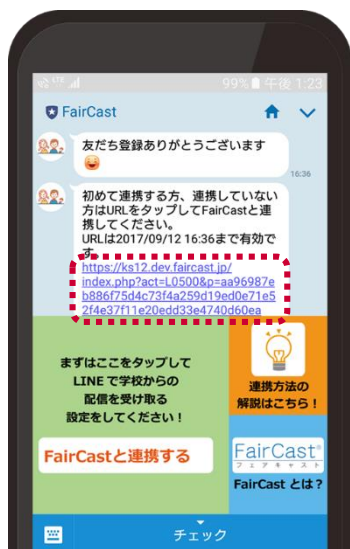 LTE
99% 午後 1:23
FairCast
友だち登録ありがとうございます
16:36
初めて連携する方、連携していない
方はURLをタップしてFairCastと連
携してください。
URLは2017/09/12 16:36まで有効で
す。
https://ks12.dev.faircast.jp/
index.php?act=L0500&p=aa96987e
b886f75d4c73f4a259d19ed0e71e5
2f4e37f11e20edd33e4740d60ea
まずはここをタップして
LINEで学校からの
配信を受け取る
設定をしてください!
FairCastと連携する
連携方法の
解説はこちら!
FairCast®
フェアキャスト
FairCast とは?
チェック